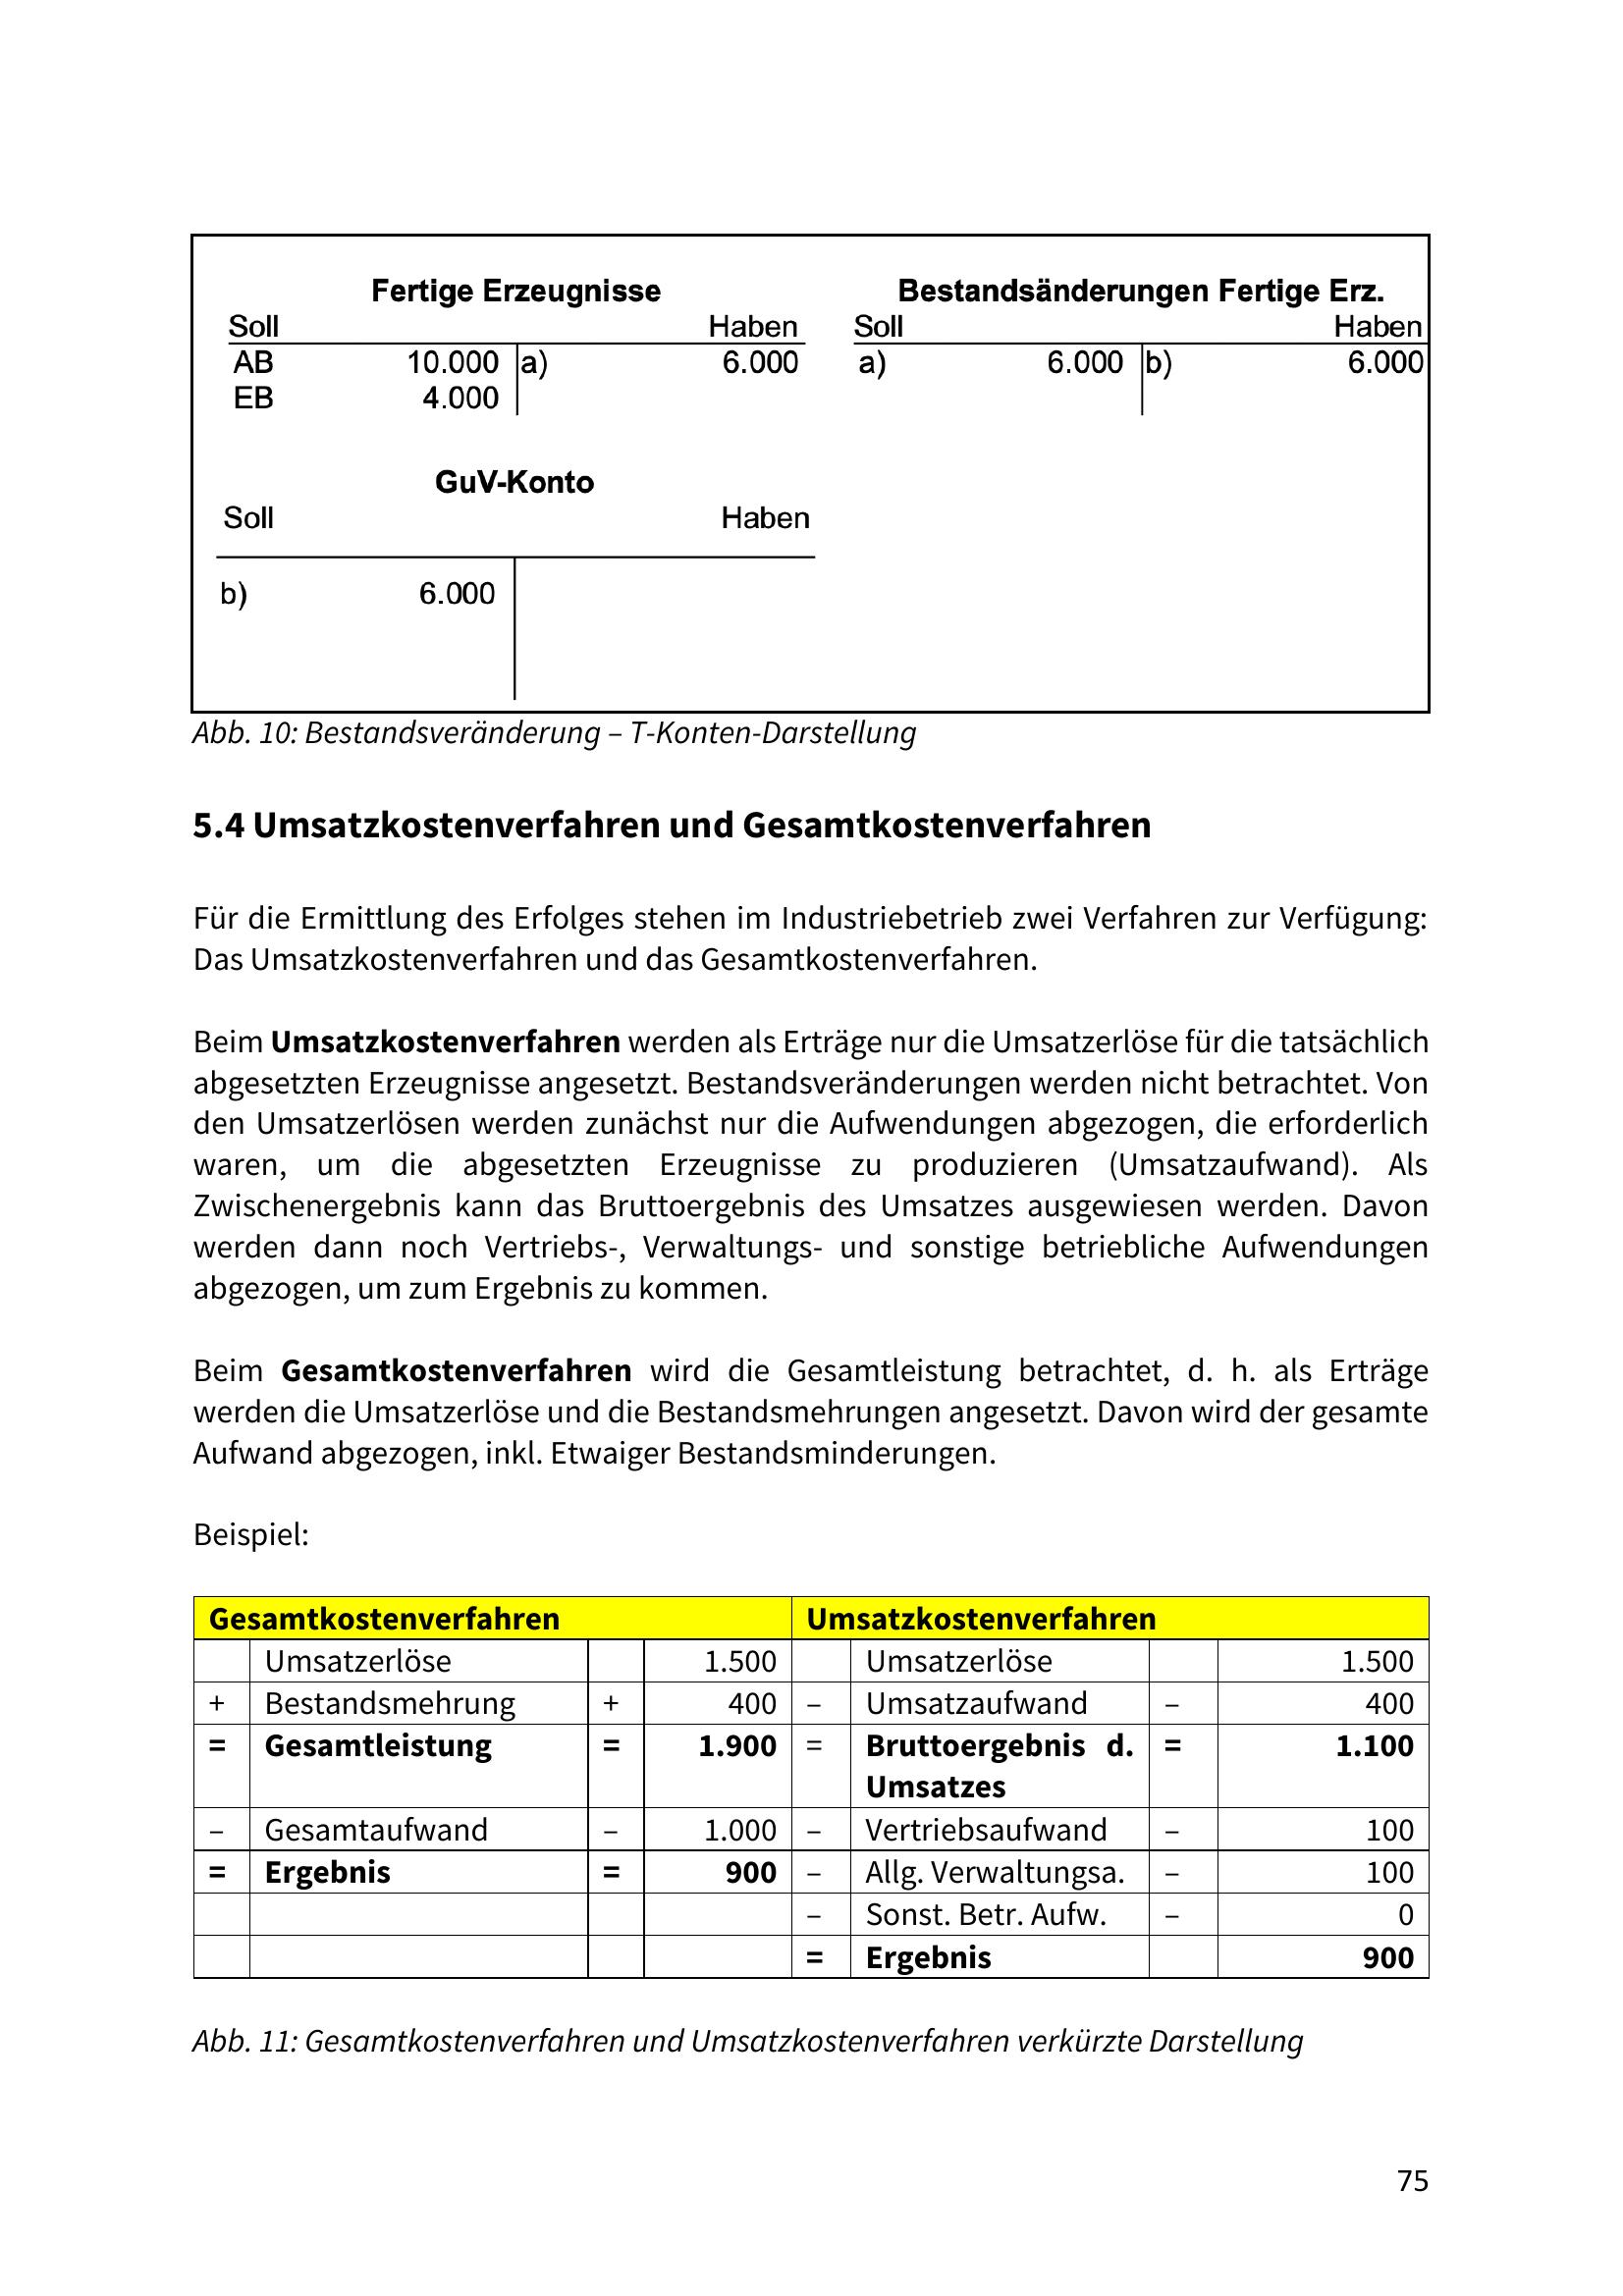 Fertige Erzeugnisse
Soll Haben
AB 10.000 a) 6.000
EB 4.000
Bestandsänderungen Fertige Erz.
Soll Haben
a) 6.000 b) 6.000
GuV-Konto
Soll Haben
b) 6.000
Abb. 10: Bestandsveränderung – T-Konten-Darstellung
5.4 Umsatzkostenverfahren und Gesamtkostenverfahren
Für die Ermittlung des Erfolges stehen im Industriebetrieb zwei Verfahren zur Verfügung:
Das Umsatzkostenverfahren und das Gesamtkostenverfahren.
Beim Umsatzkostenverfahren werden als Erträge nur die Umsatzerlöse für die tatsächlich
abgesetzten Erzeugnisse angesetzt. Bestandsveränderungen werden nicht betrachtet. Von
den Umsatzerlösen werden zunächst nur die Aufwendungen abgezogen, die erforderlich
waren, um die abgesetzten Erzeugnisse zu produzieren (Umsatzaufwand). Als
Zwischenergebnis kann das Bruttoergebnis des Umsatzes ausgewiesen werden. Davon
werden dann noch Vertriebs-, Verwaltungs- und sonstige betriebliche Aufwendungen
abgezogen, um zum Ergebnis zu kommen.
Beim Gesamtkostenverfahren wird die Gesamtleistung betrachtet, d. h. als Erträge
werden die Umsatzerlöse und die Bestandsmehrungen angesetzt. Davon wird der gesamte
Aufwand abgezogen, inkl. Etwaiger Bestandsminderungen.
Beispiel:
Gesamtkostenverfahren Umsatzkostenverfahren
Umsatzerlöse 1.500 Umsatzerlöse 1.500
+ Bestandsmehrung + 400 – Umsatzaufwand – 400
= Gesamtleistung = 1.900 = Bruttoergebnis d. = 1.100
Umsatzes
– Gesamtaufwand – 1.000 – Vertriebsaufwand – 100
= Ergebnis = 900 – Allg. Verwaltungsa. – 100
– Sonst. Betr. Aufw. – 0
= Ergebnis 900
Abb. 11: Gesamtkostenverfahren und Umsatzkostenverfahren verkürzte Darstellung
75